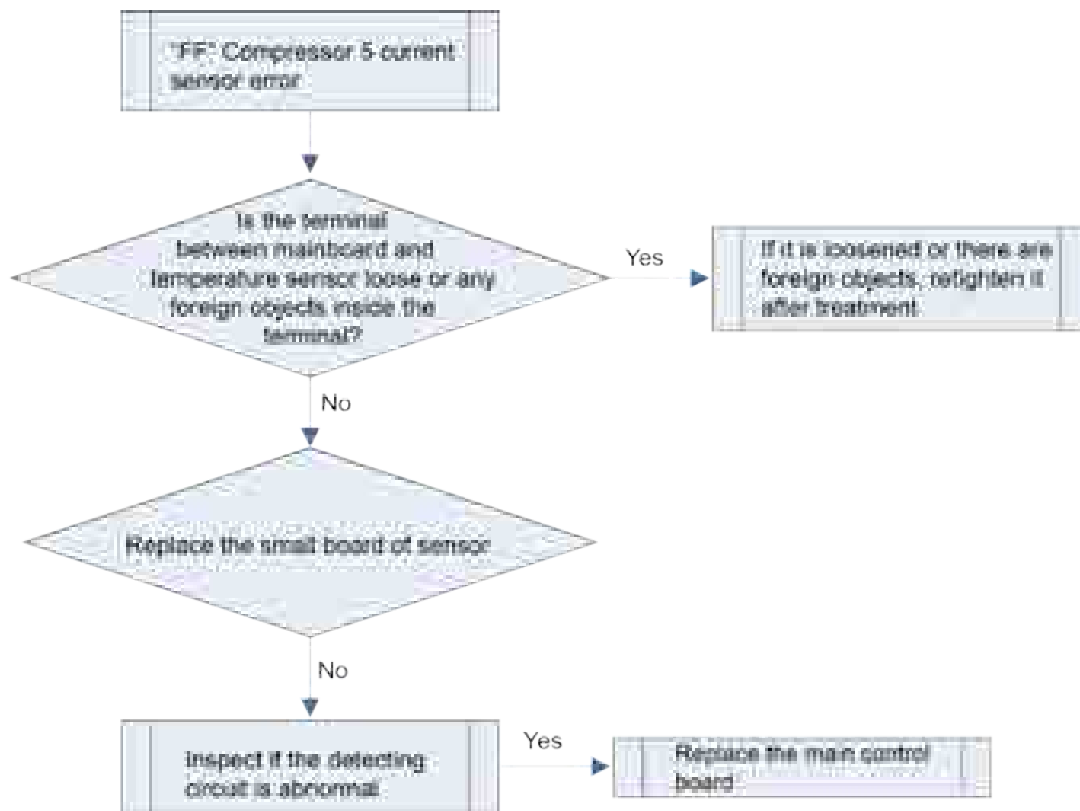 "FF" Compressor 5 current
sensor error
Is the terminal
between mainboard and
temperature sensor loose or any
foreign objects inside the
terminal?
Yes
If it is loosened or there are
foreign objects, retighten it
after treatment
No
Replace the small board of sensor
No
Inspect if the detecting
circuit is abnormal
Yes
Replace the main control
board